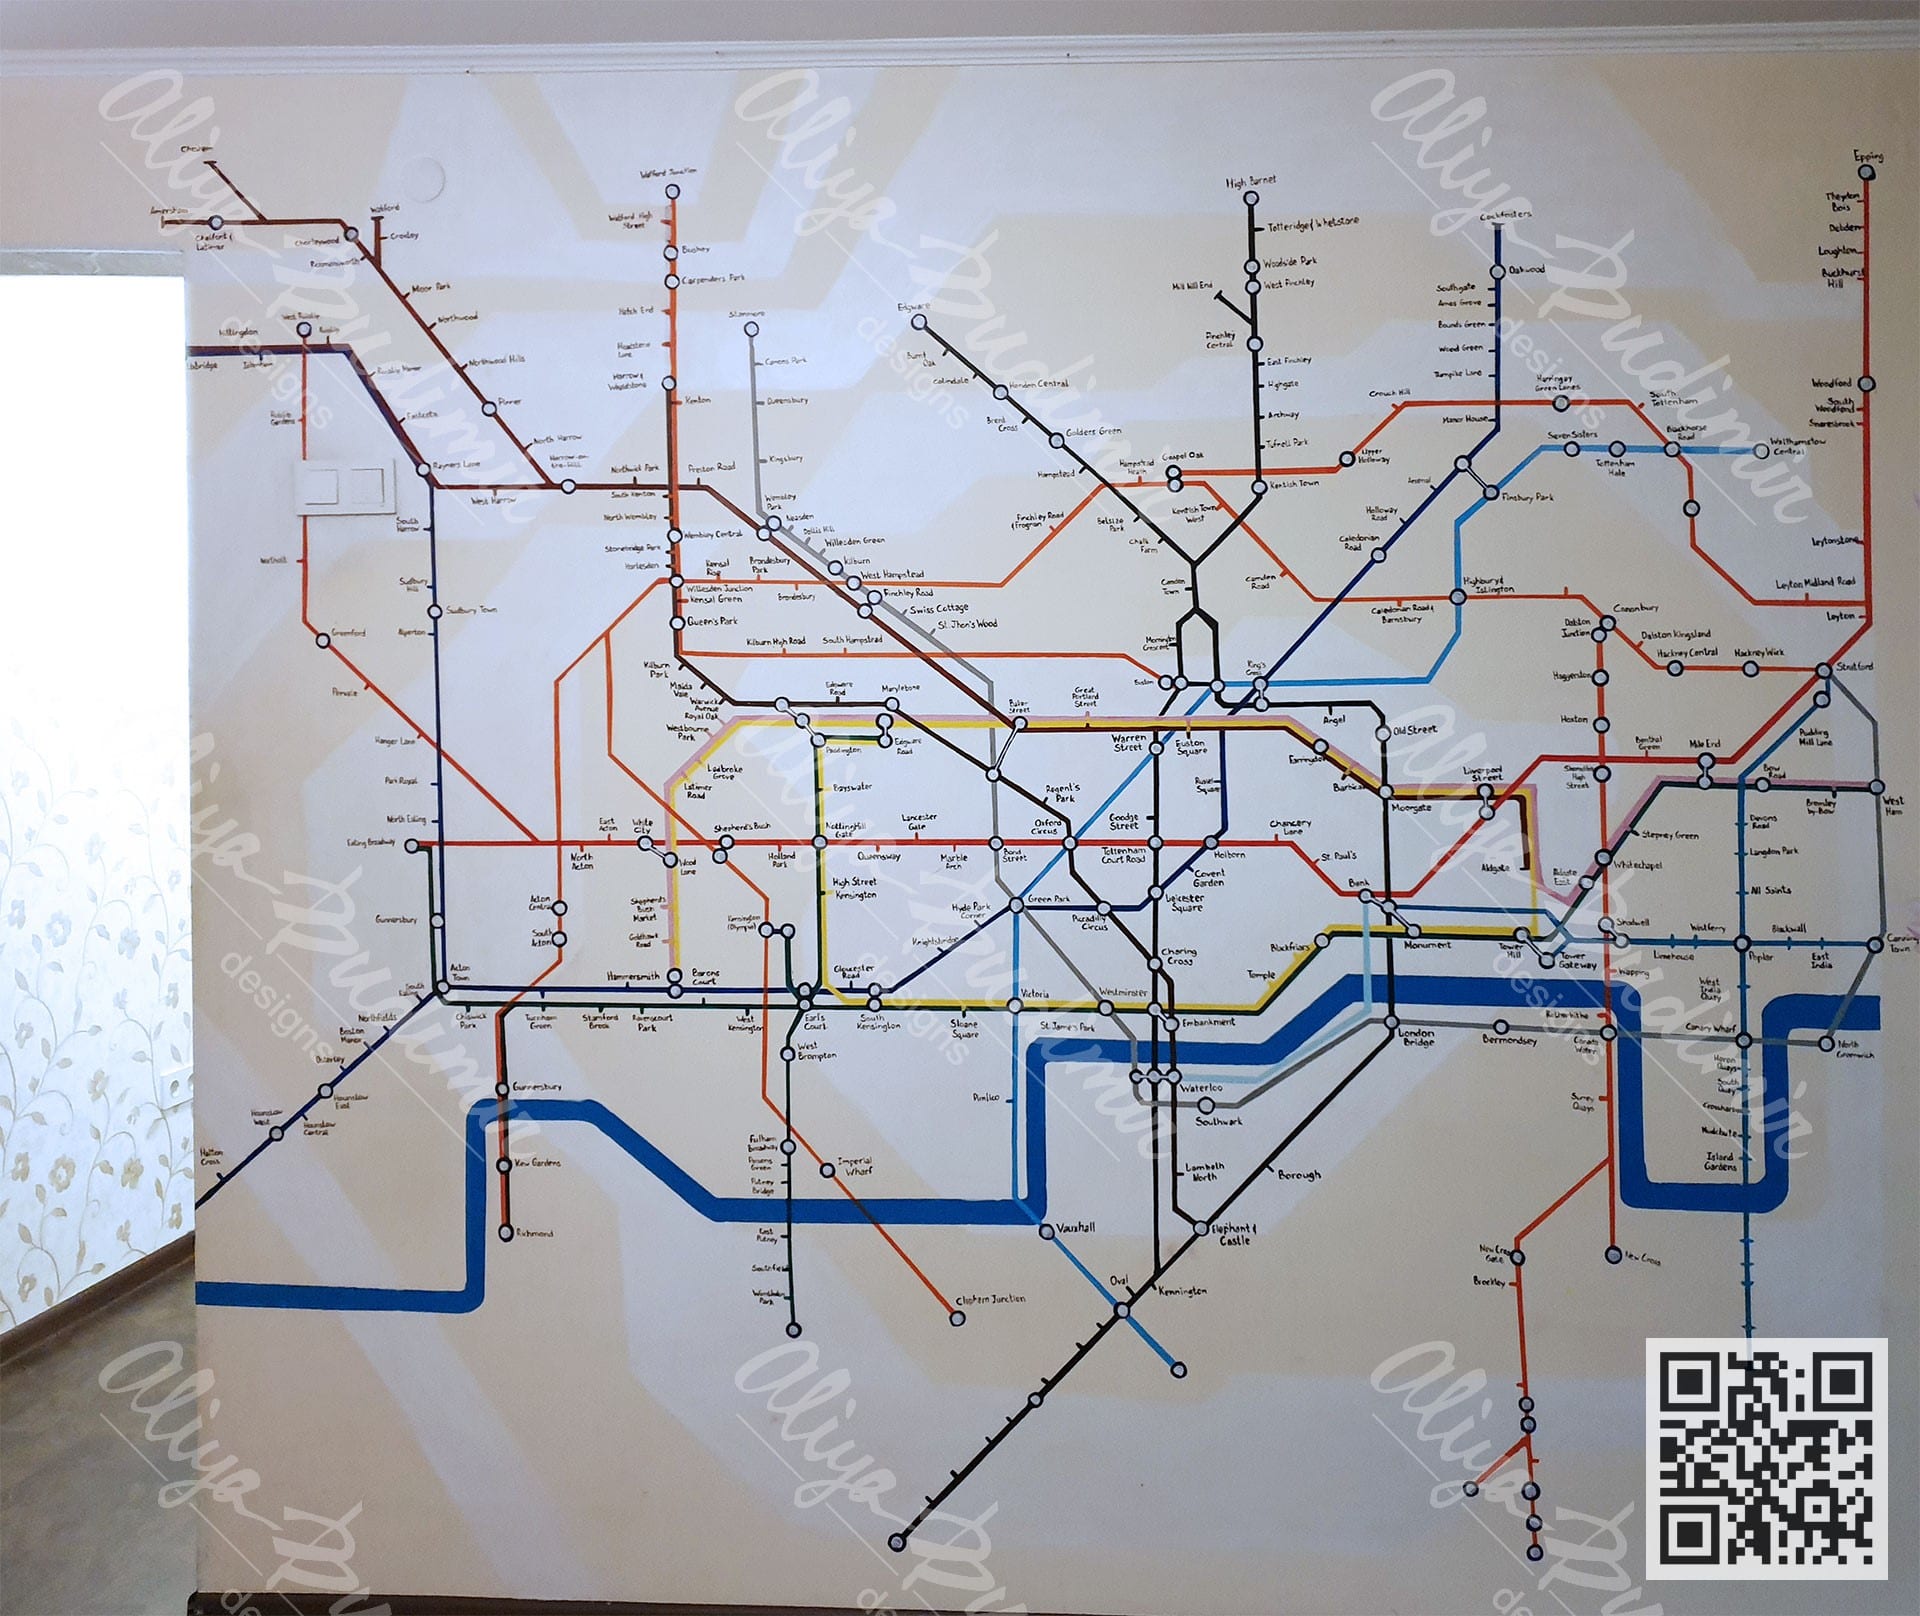 Watford Junction
Epping
High Barnet
Theydon
Bois
Watford
Croxley
Watford High
Street
Totteridge & Whetstone
Cockfosters
Debden
Chalfont &
Latimer
Chorleywood
Bushey
Woodside Park
Oakwood
Loughton
Buckhurst
Hill
Carpenders Park
West Finchley
Moor Park
Mill Hill End
Southgate
Arnos Grove
Northwood
Hatch End
Stanmore
Edgware
Bounds Green
Hillingdon
West Ruislip
Finchley
Central
Wood Green
Headstone
Lane
Burnt
Oak
Northwood Hills
Canons Park
East Finchley
Ruislip Manor
Turnpike Lane
Colindale
Harrow &
Wealdstone
Hendon Central
Highgate
Harringay
Green Lanes
Woodford
Pinner
Kenton
Queensbury
Crouch Hill
South
Tottenham
South
Woodford
Eastcote
Brent
Cross
Archway
Manor House
Snaresbrook
Ruislip
Gardens
Golders Green
Tufnell Park
Seven Sisters
Blackhorse
Road
Walthamstow
Central
North Harrow
Harrow-on-
the-Hill
Kingsbury
Hampstead
Hampstead
Heath
Gospel Oak
Upper
Holloway
Tottenham
Hale
Rayners Lane
Northwick Park
Preston Road
Kentish Town
Arsenal
Finsbury Park
West Harrow
South Kenton
Wembley
Park
Kentish Town
West
South
Harrow
North Wembley
Neasden
Dollis Hill
Finchley Road
& Frognal
Belsize
Park
Holloway
Road
Wembley Central
Willesden Green
Chalk
Farm
Caledonian
Road
Leytonstone
Stonebridge Park
Harlesden
Kensal
Rise
Brondesbury
Park
Kilburn
West Hampstead
Northolt
Sudbury
Hill
Willesden Junction
Brondesbury
Finchley Road
Camden
Town
Camden
Road
Highbury &
Islington
Leyton Midland Road
Kensal Green
Swiss Cottage
Caledonian Road &
Barnsbury
Canonbury
Leyton
Sudbury Town
Queen's Park
St. Jhon's Wood
Dalston
Junction
Alperton
Greenford
Kilburn High Road
South Hampstead
Mornington
Crescent
Dalston Kingsland
Hackney Central
Hackney Wick
Kilburn
Park
King's
Cross
Stratford
Perivale
Maida
Vale
Edgware
Road
Marylebone
Euston
Haggerston
Warwick
Avenue
Royal Oak
Baker
Street
Great
Portland
Street
Angel
Hoxton
Westbourne
Park
Old Street
Pudding
Mill Lane
Hanger Lane
Paddington
Edgware
Road
Warren
Street
Euston
Square
Farringdon
Bethnal
Green
Mile End
Ladbroke
Grove
Liverpool
Street
Shoreditch
High
Street
Bow
Road
Park Royal
Latimer
Road
Bayswater
Regent's
Park
Russel
Square
Barbican
Moorgate
West
Ham
Bromley
by-Bow
North Ealing
East
Acton
White
City
Shepherd's Bush
Notting Hill
Gate
Lancester
Gate
Oxford
Circus
Goodge
Street
Chancery
Lane
Devons
Road
Stepney Green
Ealing Broadway
North
Acton
Wood
Lane
Holland
Park
Queensway
Marble
Arch
Bond
Street
Tottenham
Court Road
Holborn
St. Paul's
Langdon Park
Aldgate
Whitechapel
High Street
Kensington
Covent
Garden
Bank
Aldgate
East
All Saints
Acton
Central
Shepherd's
Bush
Market
Hyde Park
Corner
Green Park
Picadilly
Circus
Leicester
Square
Gunnersbury
South
Acton
Goldhawk
Road
Kensington
(Olympia)
Knightsbridge
Blackfriars
Monument
Tower
Hill
Shadwell
Westferry
Blackwall
Canning
Town
Charing
Cross
Tower
Gateway
Limehouse
Poplar
East
India
Acton
Town
Hammersmith
Barons
Court
Gloucester
Road
Temple
Wapping
South
Ealing
Victoria
Westminster
West
India
Quay
Northfields
Chiswick
Park
Turnham
Green
Stamford
Brook
Ravenscourt
Park
West
Kensington
Earl's
Court
South
Kensington
Sloane
Square
St. James's Park
Embankment
London
Bridge
Bermondsey
Rotherhithe
Canada
Water
Canary Wharf
Boston
Manor
Osterley
West
Brompton
Heron
Quays
North
Greenwich
Gunnersbury
Waterloo
South
Quay
Hounslow
East
Pimlico
Surrey
Quays
Crossharbour
Hounslow
West
Hounslow
Central
Southwark
Mudchute
Fulham
Broadway
Hatton
Cross
Kew Gardens
Parsons
Green
Imperial
Wharf
Lambeth
North
Borough
Island
Gardens
Putney
Bridge
Richmond
East
Putney
Vauxhall
Elephant &
Castle
New Cross
Gate
New Cross
Southfields
Oval
Kennington
Brockley
Wimbledon
Park
Clapham Junction
Aliya Budimir
designs